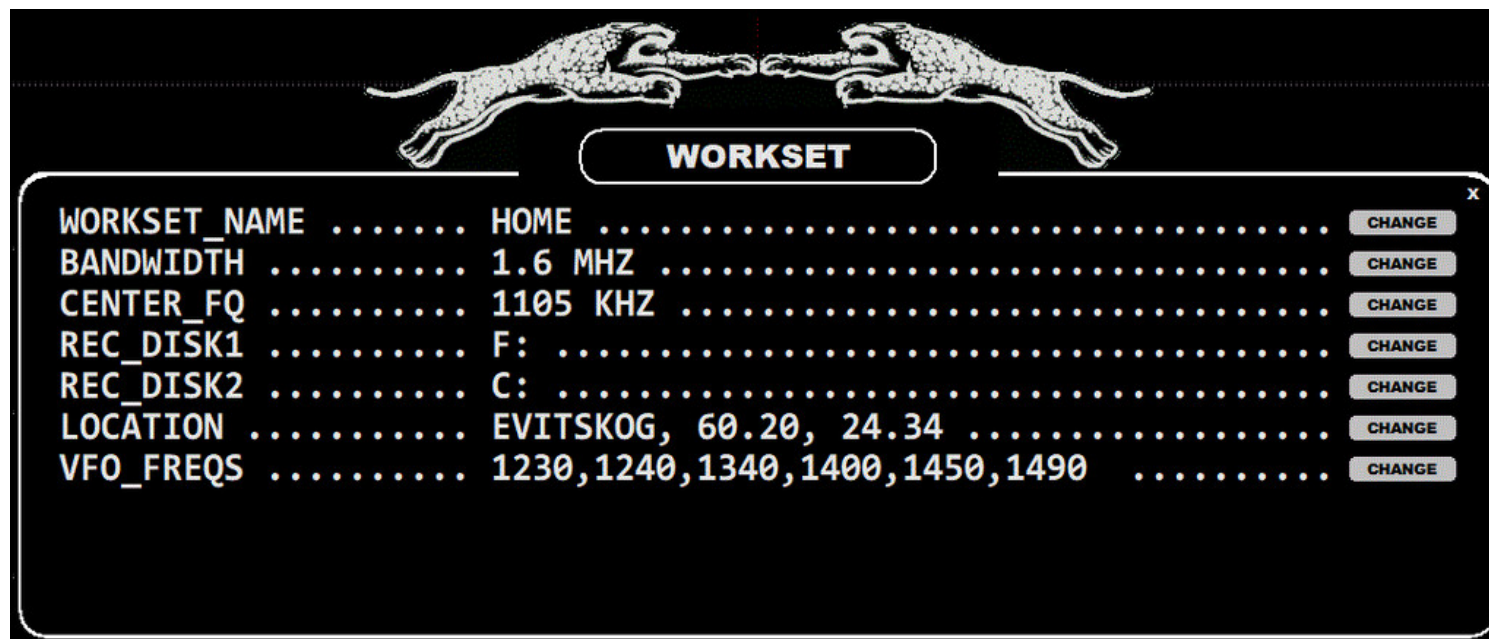 WORKSET
x
WORKSET_NAME ....... HOME .................................... CHANGE
BANDWIDTH .......... 1.6 MHZ ................................. CHANGE
CENTER_FQ .......... 1105 KHZ ................................ CHANGE
REC_DISK1 .......... F: ...................................... CHANGE
REC_DISK2 .......... C: ...................................... CHANGE
LOCATION ........... EVITSKOG, 60.20, 24.34 .................. CHANGE
VFO_FREQS .......... 1230,1240,1340,1400,1450,1490 .......... CHANGE